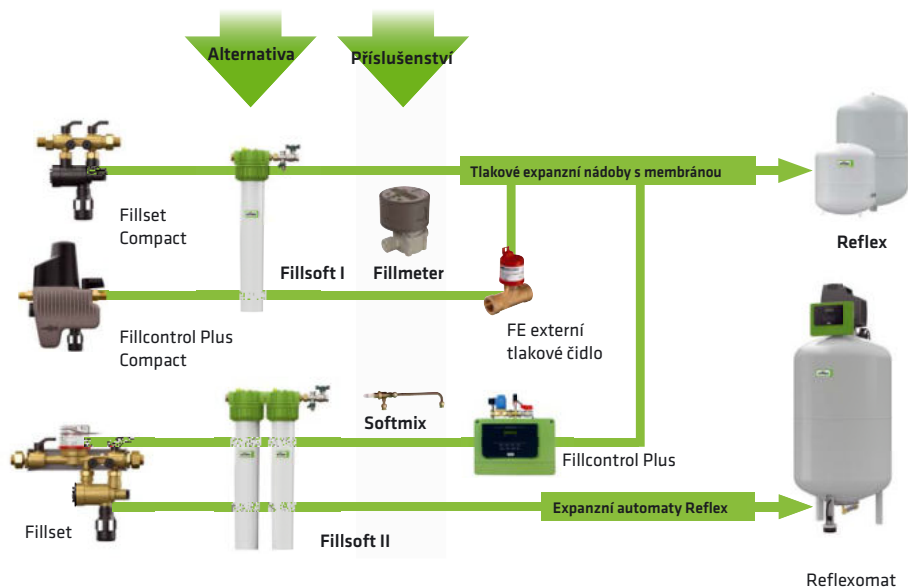 Alternativa
Příslušenství
Tlakové expanzní nádoby s membránou
Fillset
Compact
Reflex
Fillsoft I
Fillmeter
Fillcontrol Plus
Compact
FE externí
tlakové čidlo
Softmix
Fillcontrol Plus
Expanzní automaty Reflex
Fillset
Fillsoft II
Reflexomat